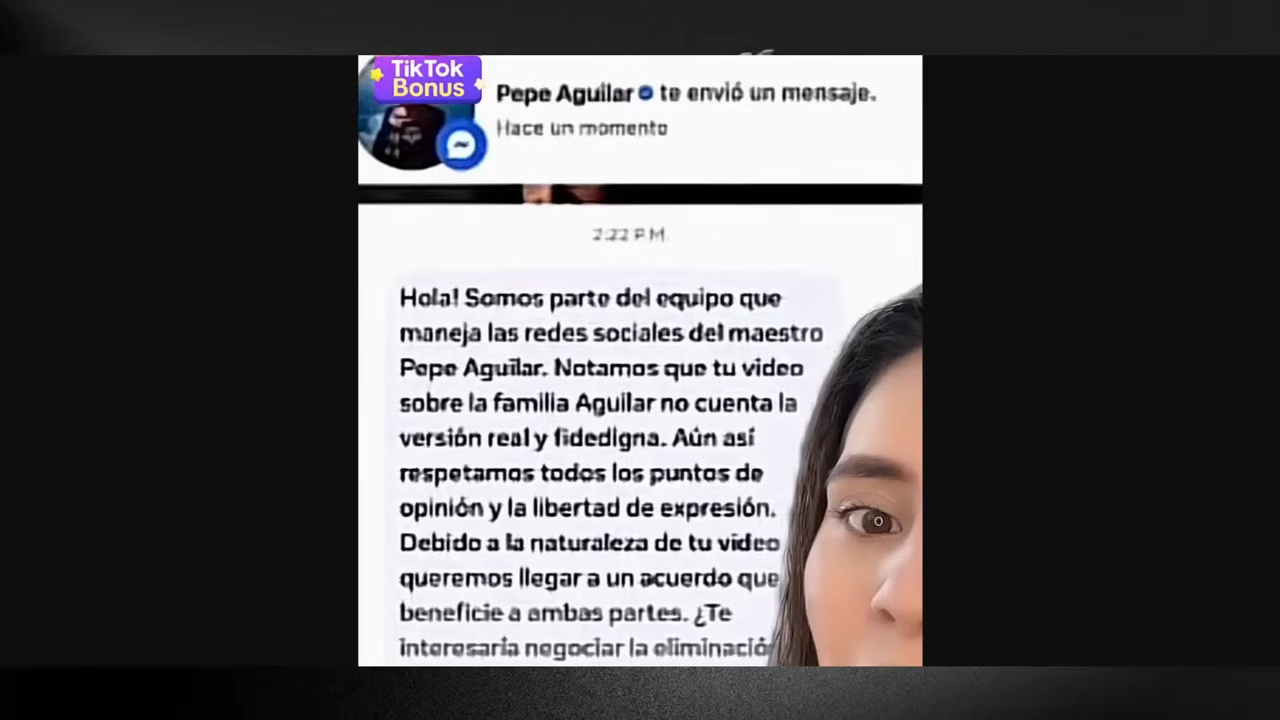 TikTok
Bonus
Pepe Aguilar te envió un mensaje.
Hace un momento
2:22 P.M.
Hola! Somos parte del equipo que
maneja las redes sociales del maestro
Pepe Aguilar. Notamos que tu video
sobre la familia Aguilar no cuenta la
versión real y fidedigna. Aún así
respetamos todos los puntos de
opinión y la libertad de expresión.
Debido a la naturaleza de tu video
queremos llegar a un acuerdo que
beneficie a ambas partes. ¿Te
interesaría negociar la eliminación